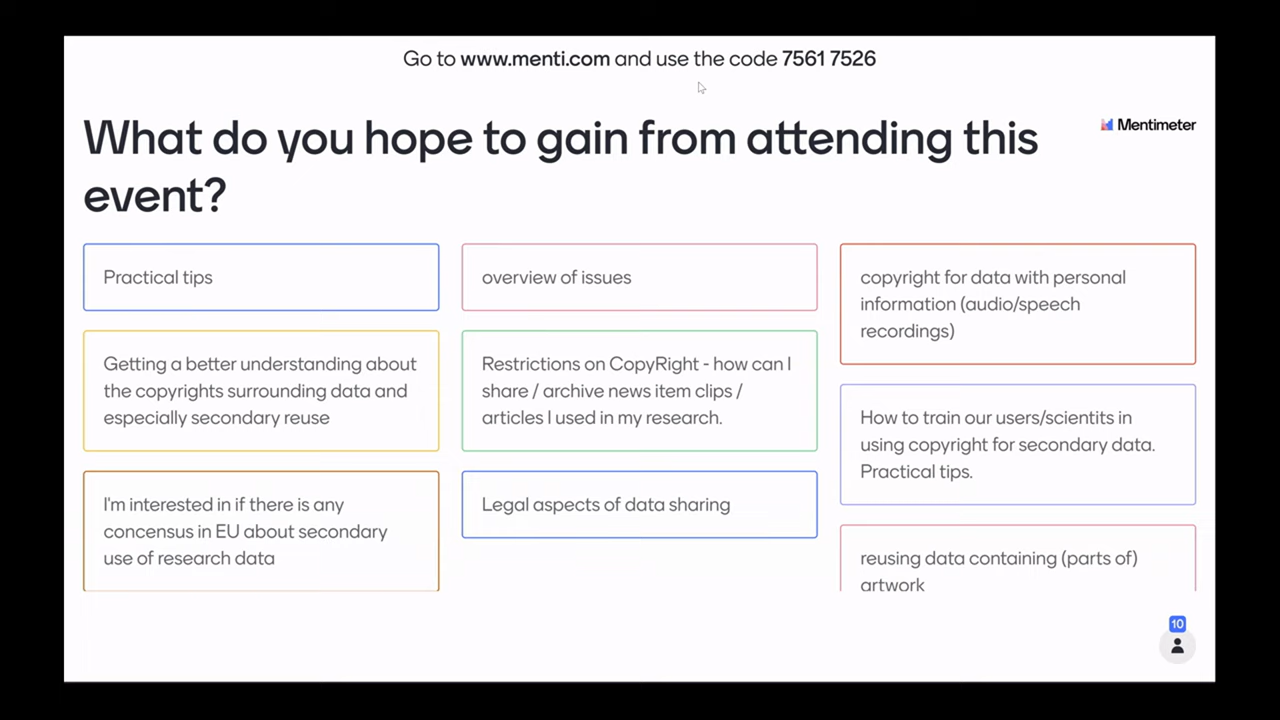 Go to www.menti.com and use the code 7561 7526
Mentimeter
What do you hope to gain from attending this
event?
Practical tips
Getting a better understanding about
the copyrights surrounding data and
especially secondary reuse
I'm interested in if there is any
concensus in EU about secondary
use of research data
overview of issues
Restrictions on CopyRight - how can I
share / archive news item clips /
articles I used in my research.
Legal aspects of data sharing
copyright for data with personal
information (audio/speech
recordings)
How to train our users/scientits in
using copyright for secondary data.
Practical tips.
reusing data containing (parts of)
artwork
10